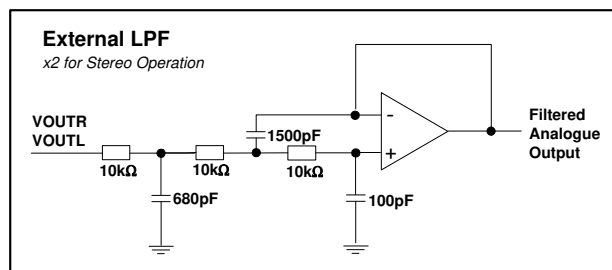 External LPF
x2 for Stereo Operation
VOUTR
VOUTL
10kΩ
680pF
10kΩ
1500pF
10kΩ
100pF
-
+
Filtered
Analogue
Output